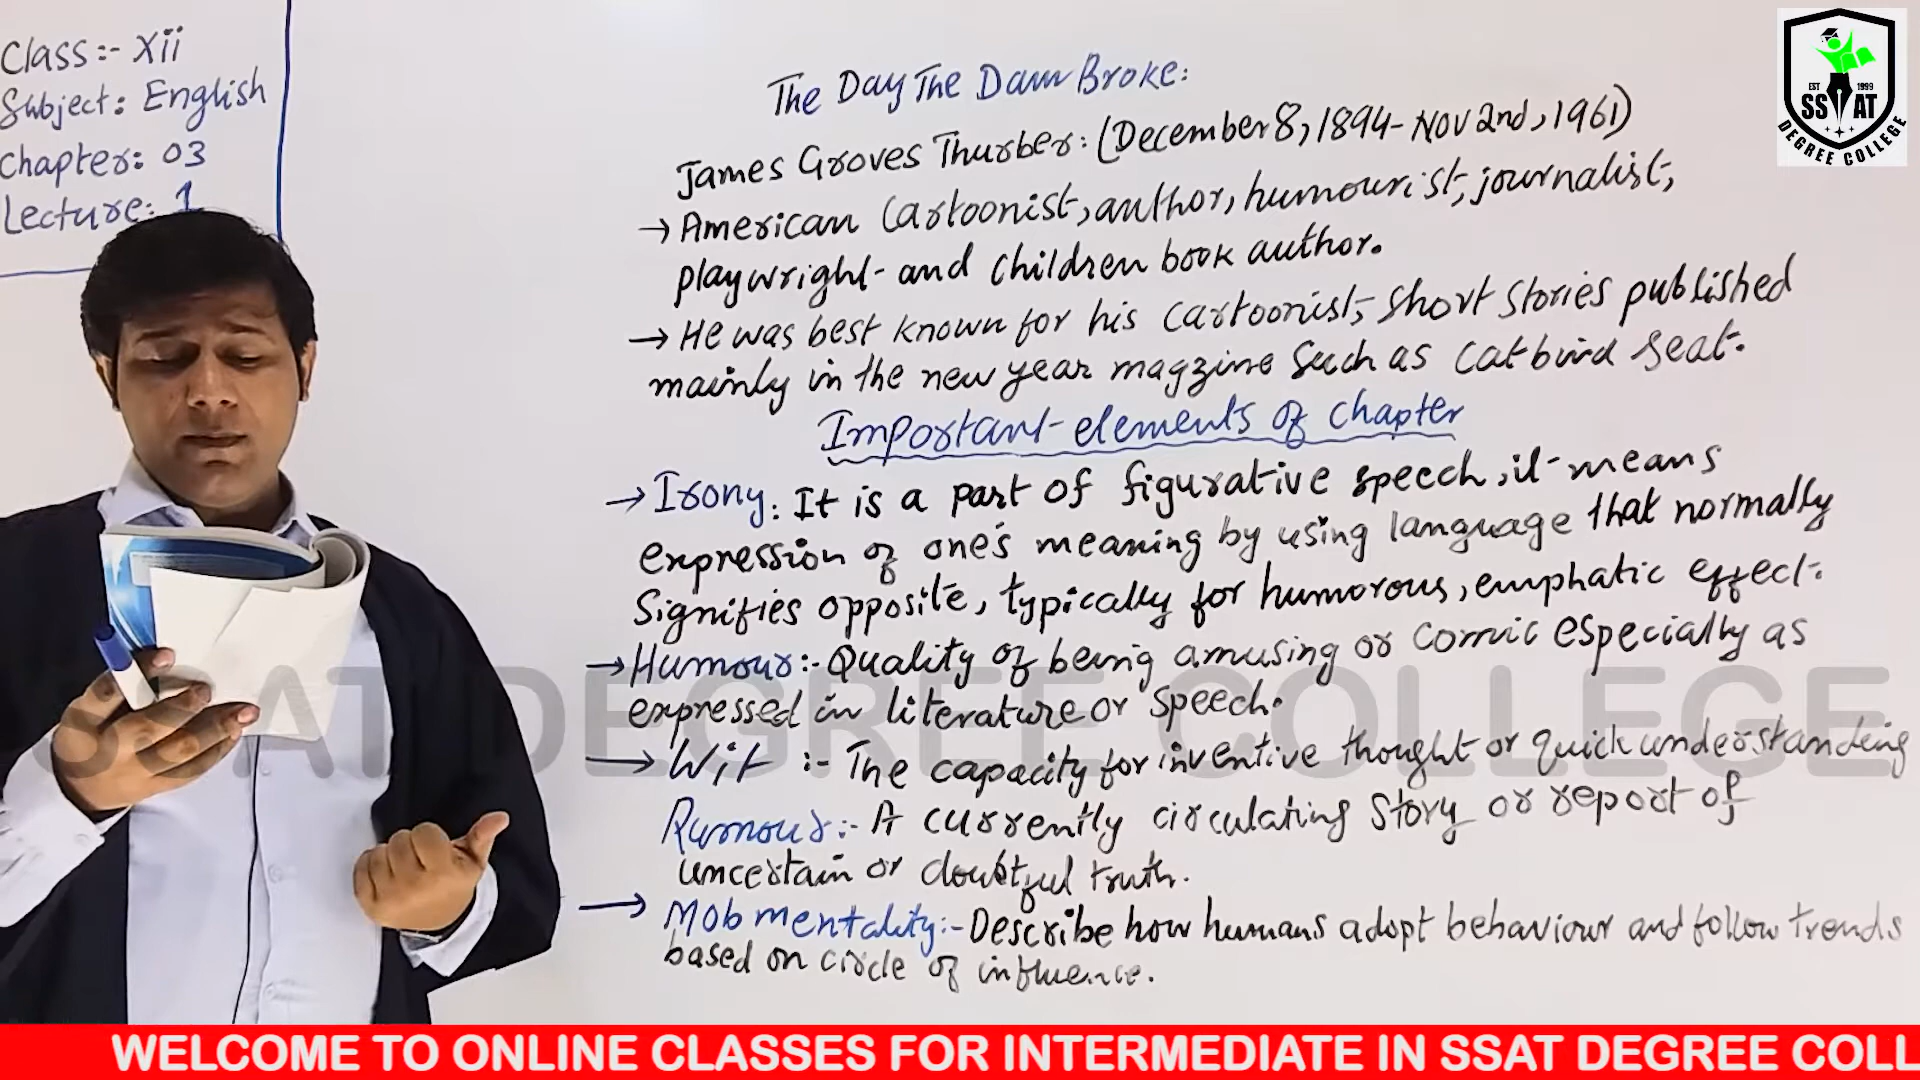 Class:- Xii
Subject: English
Chapter: 03
Lecture: 1
The Day The Dam Broke:
James Groves Thurber: (December 8, 1894 - Nov 2nd, 1961)
→ American Cartoonist, author, humourist, journalist,
playwright and children book author.
→ He was best known for his cartoonist, short stories published
mainly in the new year magzine such as Catbird seat.
Important elements of chapter
→ Irony: It is a part of figurative speech, it means
expression of one's meaning by using language that normally
Signifies opposite, typically for humorous, emphatic effect.
→ Humour:- Quality of being amusing or comic especially as
expressed in literature or speech.
→ Wit :- The capacity for inventive thought or quick understanding
Rumour:- A currently circulating story or report of
uncertain or doubtful truth.
→ Mob mentality:- Describe how humans adopt behaviour and follow trends
based on circle of influence.
EST 1999
SSAT
DEGREE COLLEGE
SSAT DEGREE COLLEGE
WELCOME TO ONLINE CLASSES FOR INTERMEDIATE IN SSAT DEGREE COLL